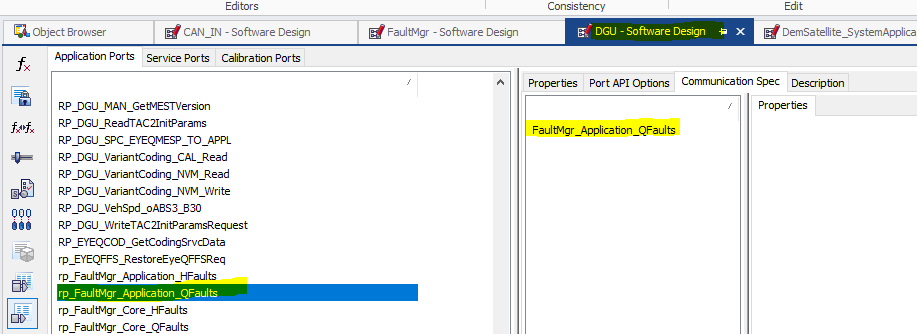 Editors
Consistency
Edit
Object Browser
CAN_IN - Software Design
FaultMgr - Software Design
DGU - Software Design
DemSatellite_SystemApplica
Application Ports
Service Ports
Calibration Ports
RP_DGU_MAN_GetMESTVersion
RP_DGU_ReadTAC2InitParams
RP_DGU_SPC_EYEQMESP_TO_APPL
RP_DGU_VariantCoding_CAL_Read
RP_DGU_VariantCoding_NVM_Read
RP_DGU_VariantCoding_NVM_Write
RP_DGU_VehSpd_oABS3_B30
RP_DGU_WriteTAC2InitParamsRequest
RP_EYEQCOD_GetCodingSrvcData
rp_EYEQFFS_RestoreEyeQFFSReq
rp_FaultMgr_Application_HFaults
rp_FaultMgr_Application_QFaults
rp_FaultMgr_Core_HFaults
rp_FaultMgr_Core_QFaults
Properties
Port API Options
Communication Spec
Description
FaultMgr_Application_QFaults
Properties